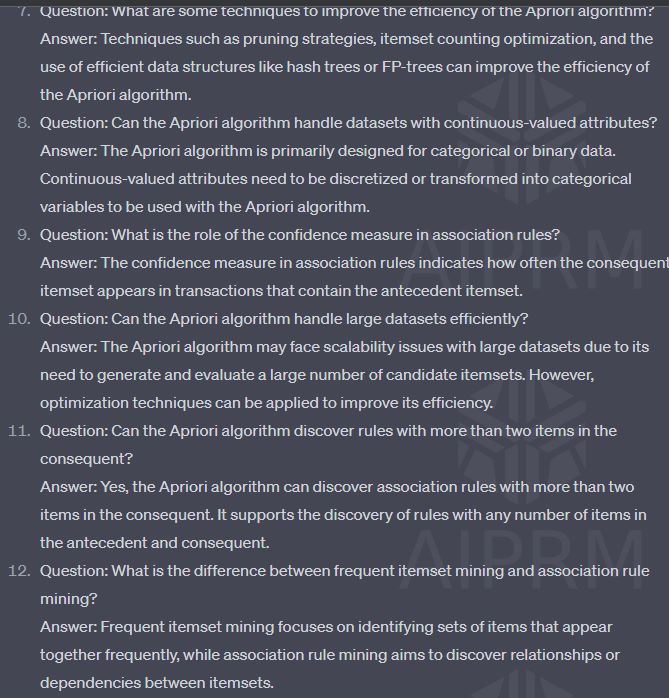 7. Question: What are some techniques to improve the efficiency of the Apriori algorithm?
Answer: Techniques such as pruning strategies, itemset counting optimization, and the
use of efficient data structures like hash trees or FP-trees can improve the efficiency of
the Apriori algorithm.
8. Question: Can the Apriori algorithm handle datasets with continuous-valued attributes?
Answer: The Apriori algorithm is primarily designed for categorical or binary data.
Continuous-valued attributes need to be discretized or transformed into categorical
variables to be used with the Apriori algorithm.
9. Question: What is the role of the confidence measure in association rules?
Answer: The confidence measure in association rules indicates how often the consequent
itemset appears in transactions that contain the antecedent itemset.
10. Question: Can the Apriori algorithm handle large datasets efficiently?
Answer: The Apriori algorithm may face scalability issues with large datasets due to its
need to generate and evaluate a large number of candidate itemsets. However,
optimization techniques can be applied to improve its efficiency.
11. Question: Can the Apriori algorithm discover rules with more than two items in the
consequent?
Answer: Yes, the Apriori algorithm can discover association rules with more than two
items in the consequent. It supports the discovery of rules with any number of items in
the antecedent and consequent.
12. Question: What is the difference between frequent itemset mining and association rule
mining?
Answer: Frequent itemset mining focuses on identifying sets of items that appear
together frequently, while association rule mining aims to discover relationships or
dependencies between itemsets.
AIPRM
AIPRM